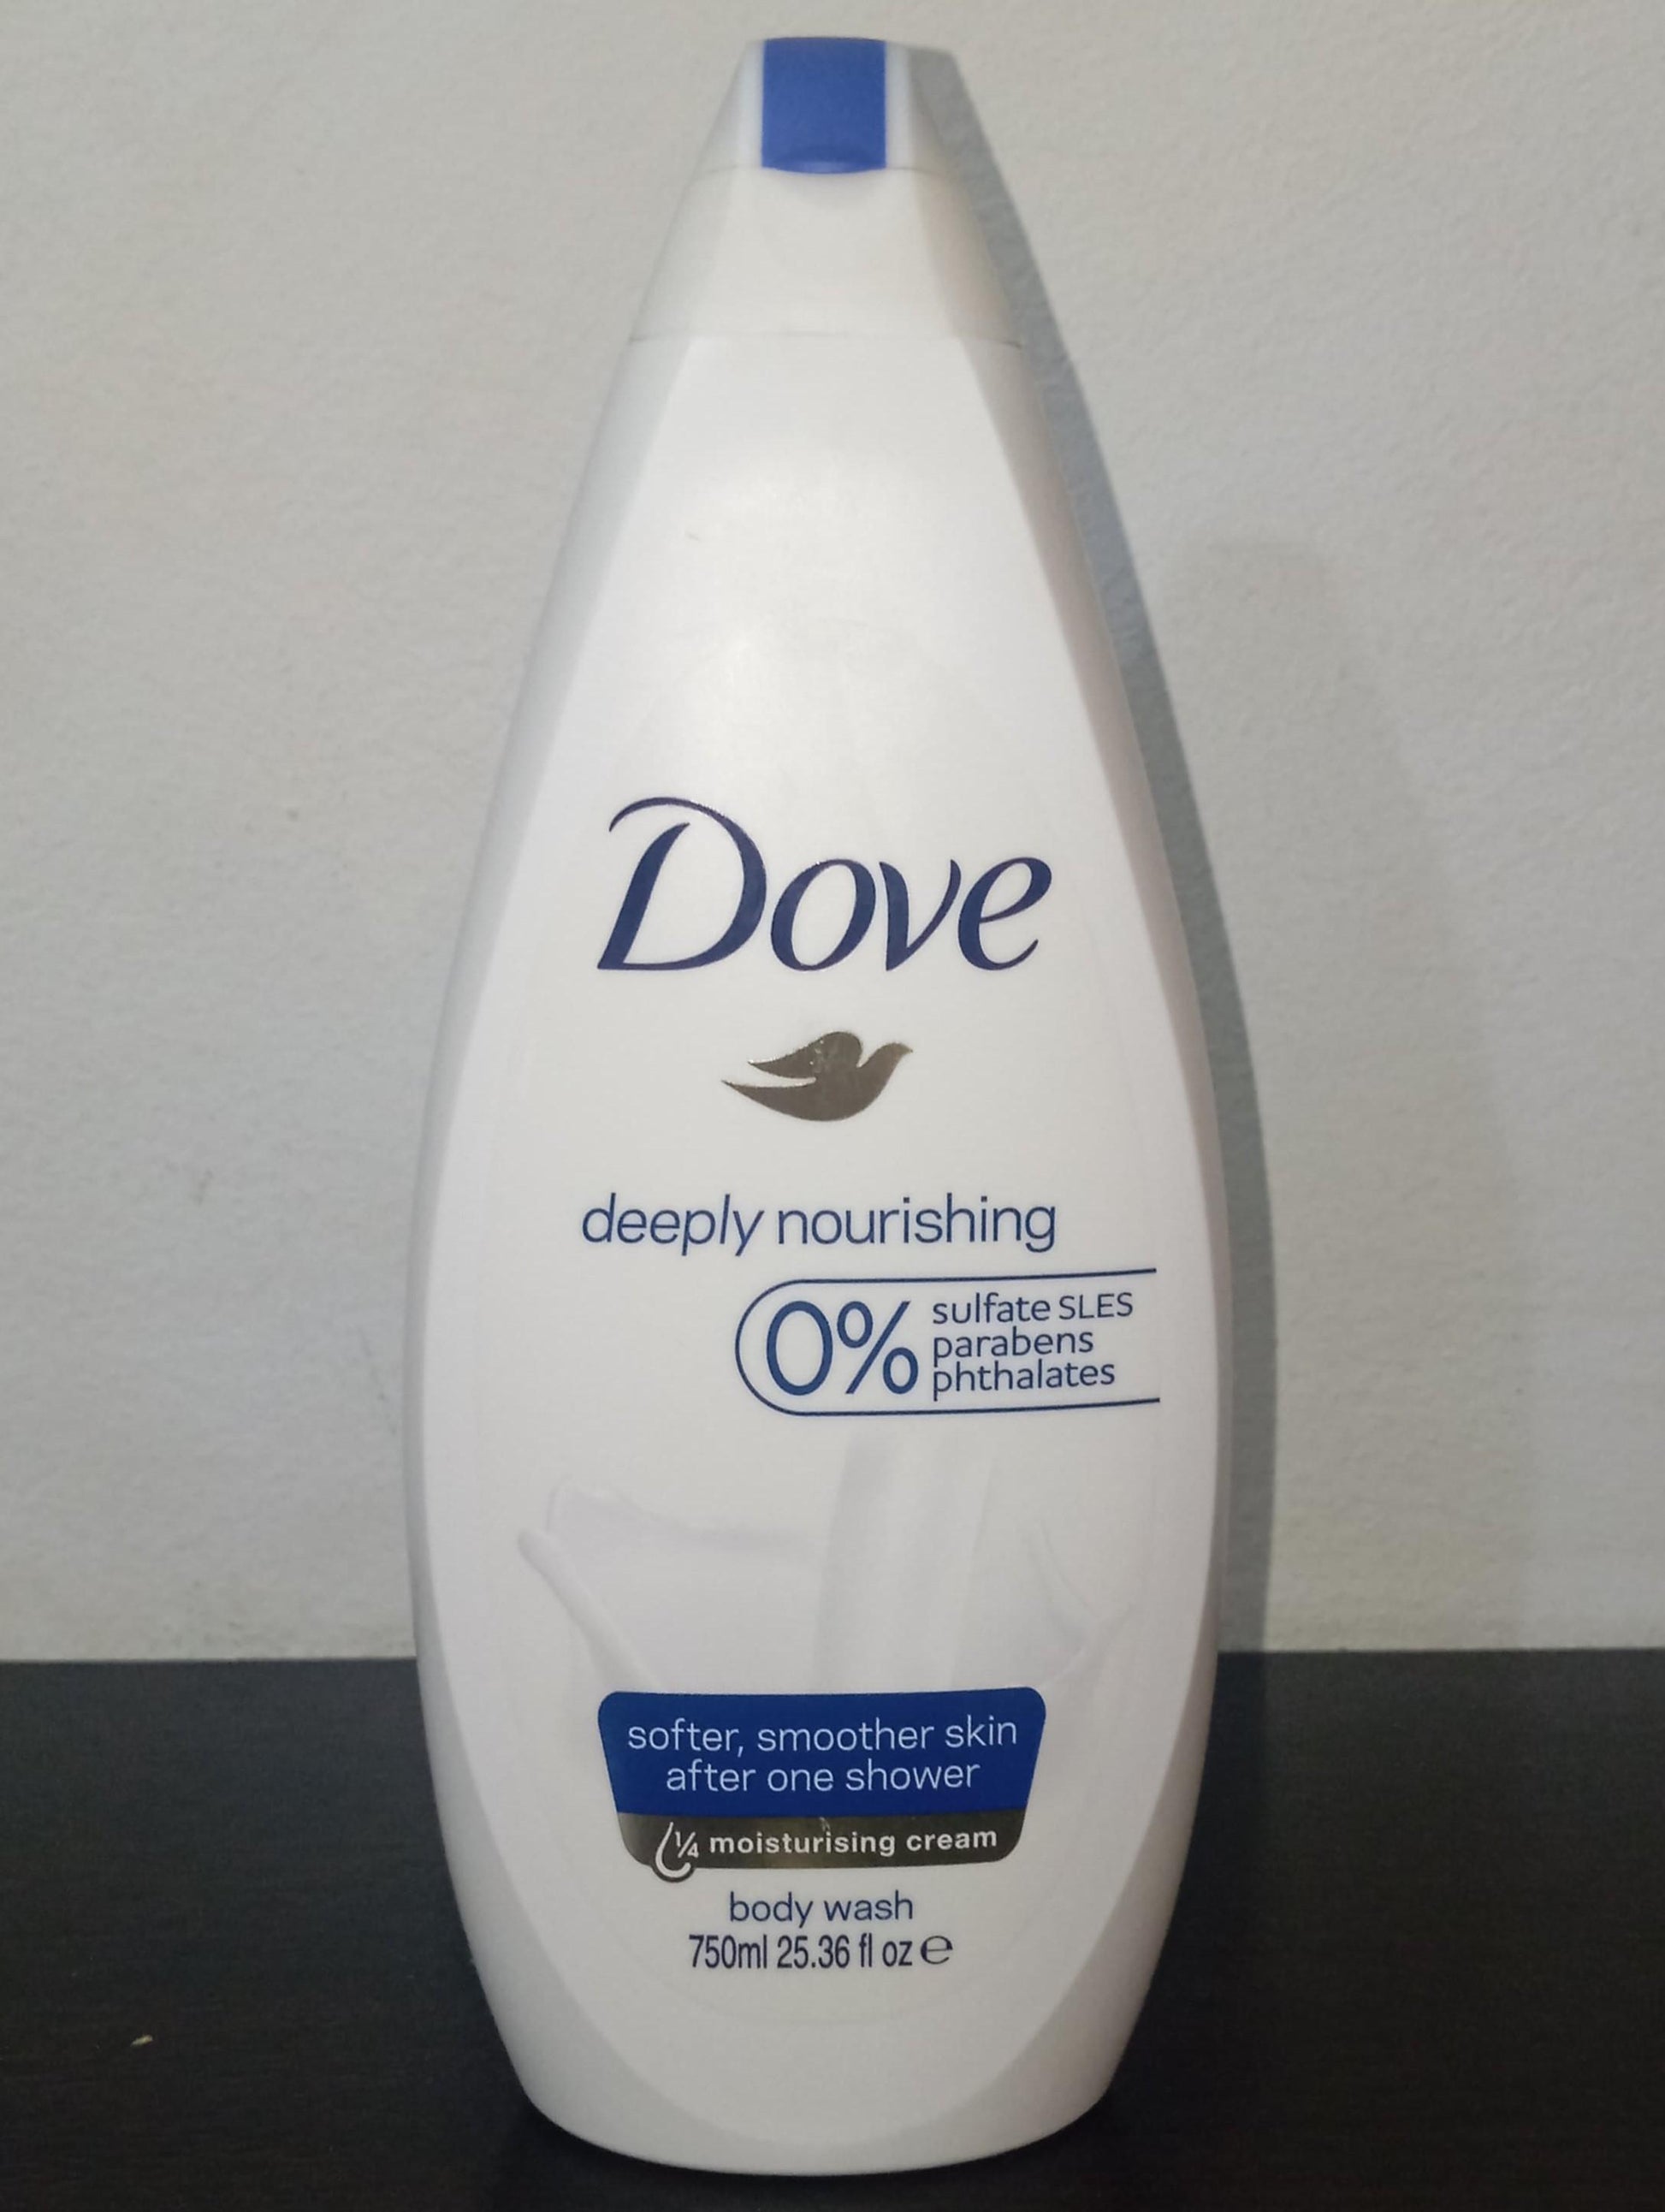 Dove
deeply nourishing
0%
sulfate SLES
parabens
phthalates
softer, smoother skin
after one shower
¼ moisturising cream
body wash
750ml 25.36 fl oz ℮